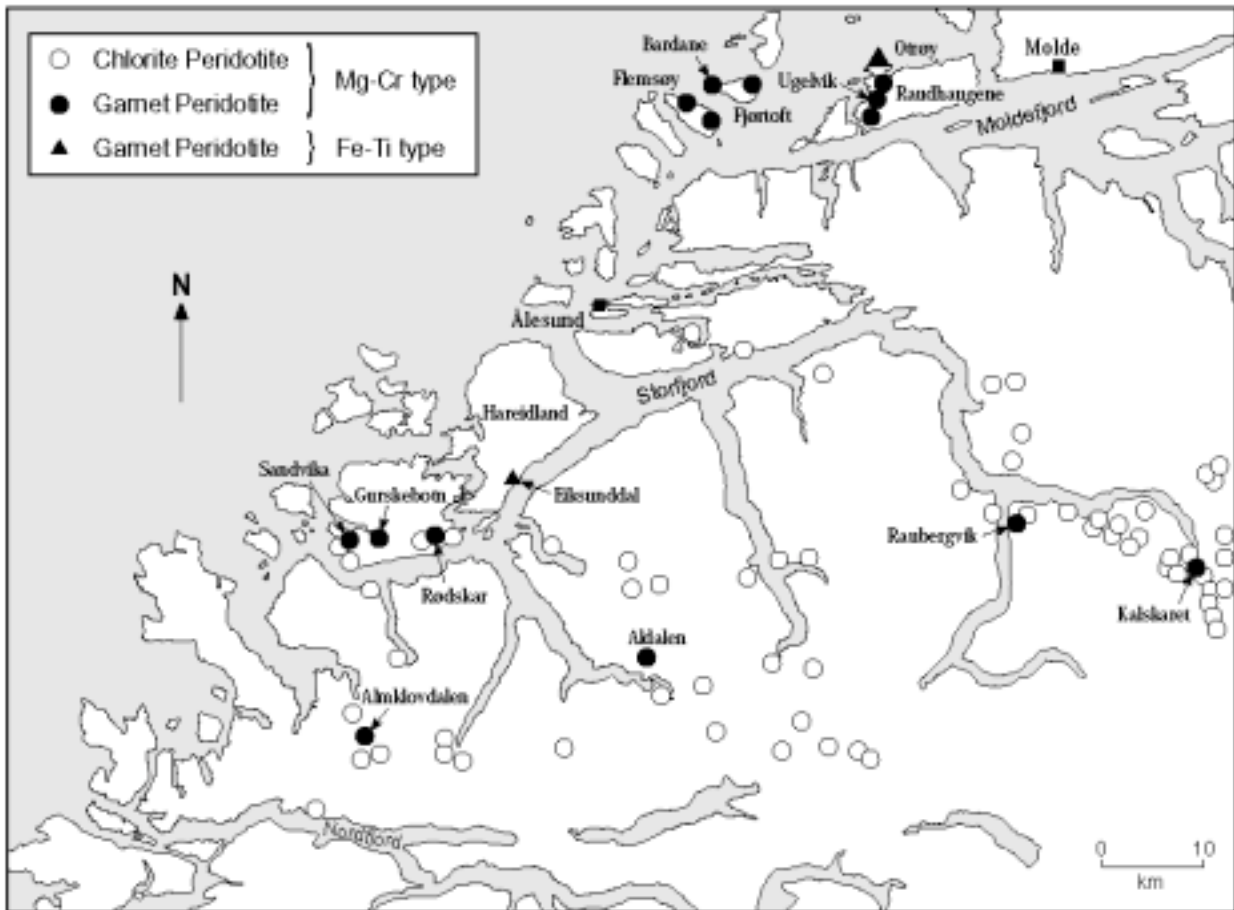 Chlorite Peridotite
Garnet Peridotite
Mg-Cr type
Garnet Peridotite
Fe-Ti type
Bardane
Flemsøy
Fjørtoft
Ugelvik
Otrøy
Raudhaugene
Molde
Moldefjord
N
Ålesund
Storfjord
Hareidland
Sandvika
Gurskebotn
Eiksunddal
Rødskar
Raubergvik
Kalskaret
Aldalen
Almklovdalen
Nordfjord
0 10
km